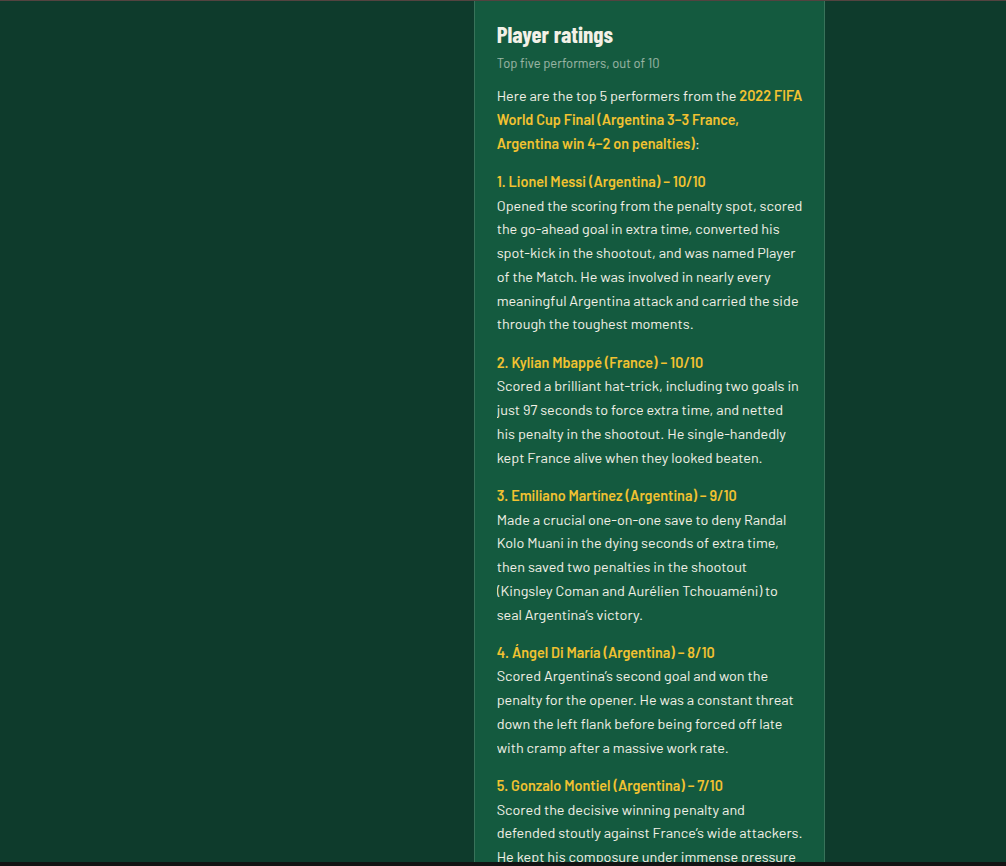 Player ratings
Top five performers, out of 10
Here are the top 5 performers from the 2022 FIFA
World Cup Final (Argentina 3–3 France,
Argentina win 4–2 on penalties):
1. Lionel Messi (Argentina) – 10/10
Opened the scoring from the penalty spot, scored
the go-ahead goal in extra time, converted his
spot-kick in the shootout, and was named Player
of the Match. He was involved in nearly every
meaningful Argentina attack and carried the side
through the toughest moments.
2. Kylian Mbappé (France) – 10/10
Scored a brilliant hat-trick, including two goals in
just 97 seconds to force extra time, and netted
his penalty in the shootout. He single-handedly
kept France alive when they looked beaten.
3. Emiliano Martínez (Argentina) – 9/10
Made a crucial one-on-one save to deny Randal
Kolo Muani in the dying seconds of extra time,
then saved two penalties in the shootout
(Kingsley Coman and Aurélien Tchouaméni) to
seal Argentina's victory.
4. Ángel Di María (Argentina) – 8/10
Scored Argentina's second goal and won the
penalty for the opener. He was a constant threat
down the left flank before being forced off late
with cramp after a massive work rate.
5. Gonzalo Montiel (Argentina) – 7/10
Scored the decisive winning penalty and
defended stoutly against France's wide attackers.
He kept his composure under immense pressure